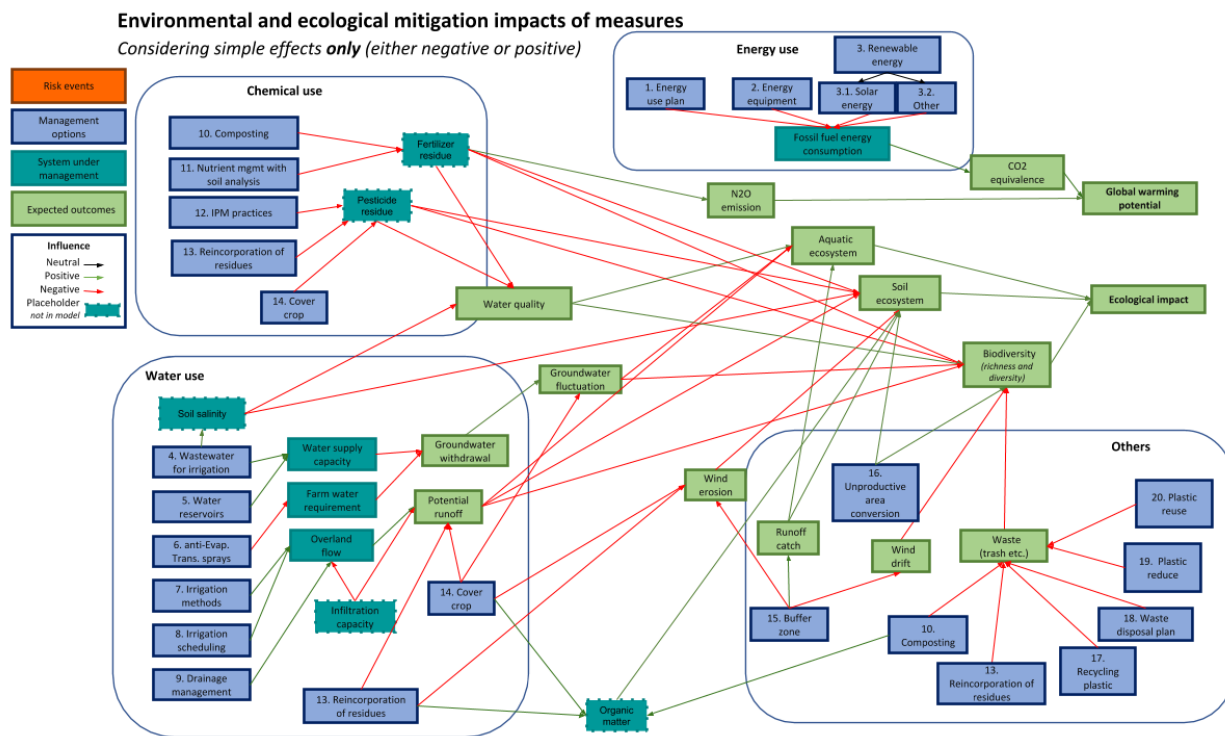 Environmental and ecological mitigation impacts of measures
Considering simple effects only (either negative or positive)
Risk events
Management
options
System under
management
Expected outcomes
Influence
Neutral
Positive
Negative
Placeholder
not in model
Chemical use
10. Composting
11. Nutrient mgmt with
soil analysis
12. IPM practices
13. Reincorporation of
residues
14. Cover
crop
Fertilizer
residue
Pesticide
residue
Water quality
Energy use
3. Renewable
energy
1. Energy
use plan
2. Energy
equipment
3.1. Solar
energy
3.2.
Other
Fossil fuel energy
consumption
CO2
equivalence
N2O
emission
Global warming
potential
Aquatic
ecosystem
Soil
ecosystem
Ecological impact
Biodiversity
(richness and
diversity)
Groundwater
fluctuation
Water use
Soil salinity
4. Wastewater
for irrigation
5. Water
reservoirs
6. anti-Evap.
Trans. sprays
7. Irrigation
methods
8. Irrigation
scheduling
9. Drainage
management
Water supply
capacity
Farm water
requirement
Overland
flow
Infiltration
capacity
13. Reincorporation
of residues
Groundwater
withdrawal
Potential
runoff
14. Cover
crop
Organic
matter
Wind
erosion
Others
16.
Unproductive
area
conversion
Runoff
catch
Wind
drift
Waste
(trash etc.)
20. Plastic
reuse
19. Plastic
reduce
18. Waste
disposal plan
17.
Recycling
plastic
13.
Reincorporation of
residues
10.
Composting
15. Buffer
zone